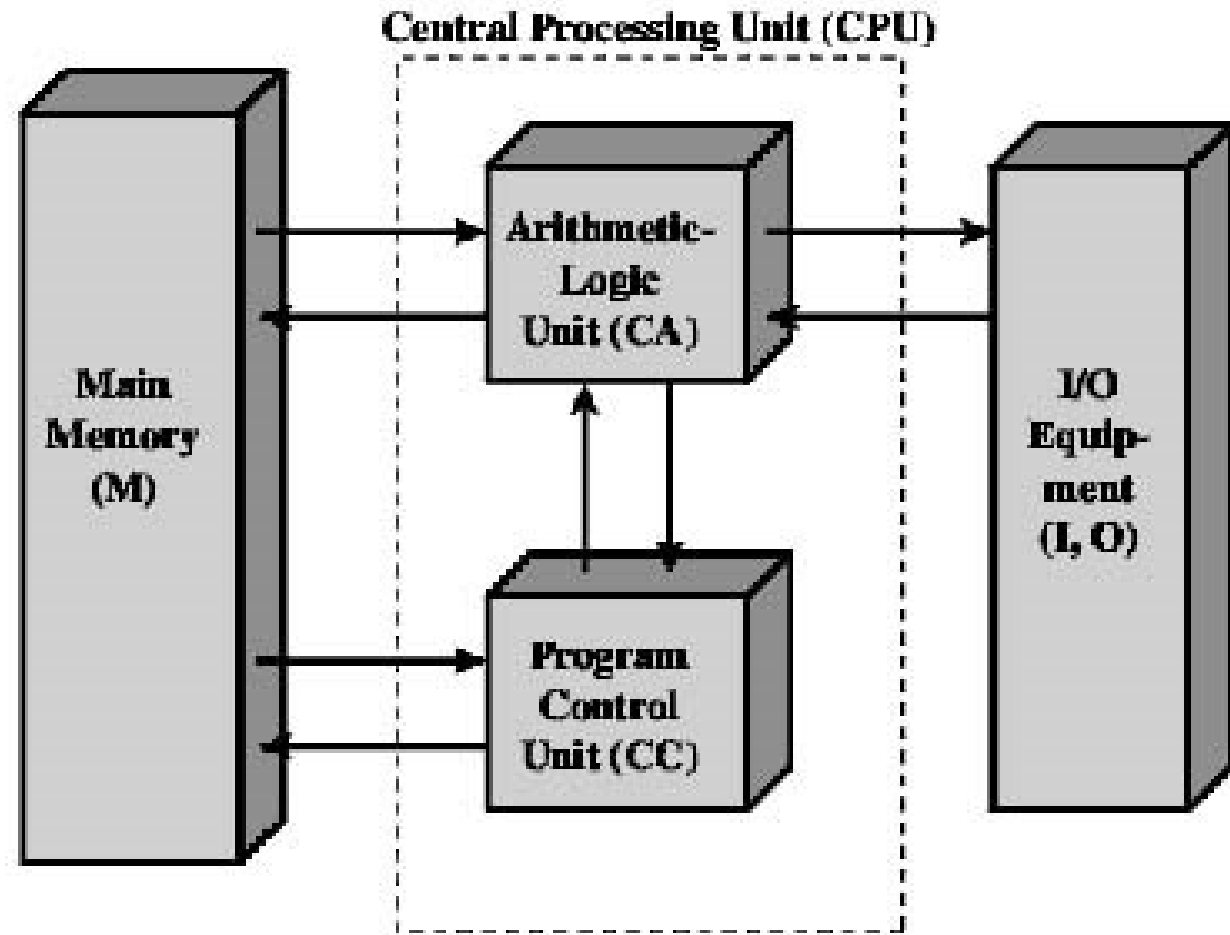 Central Processing Unit (CPU)
Arithmetic-
Logic
Unit (CA)
Main
Memory
(M)
I/O
Equip-
ment
(I, O)
Program
Control
Unit (CC)